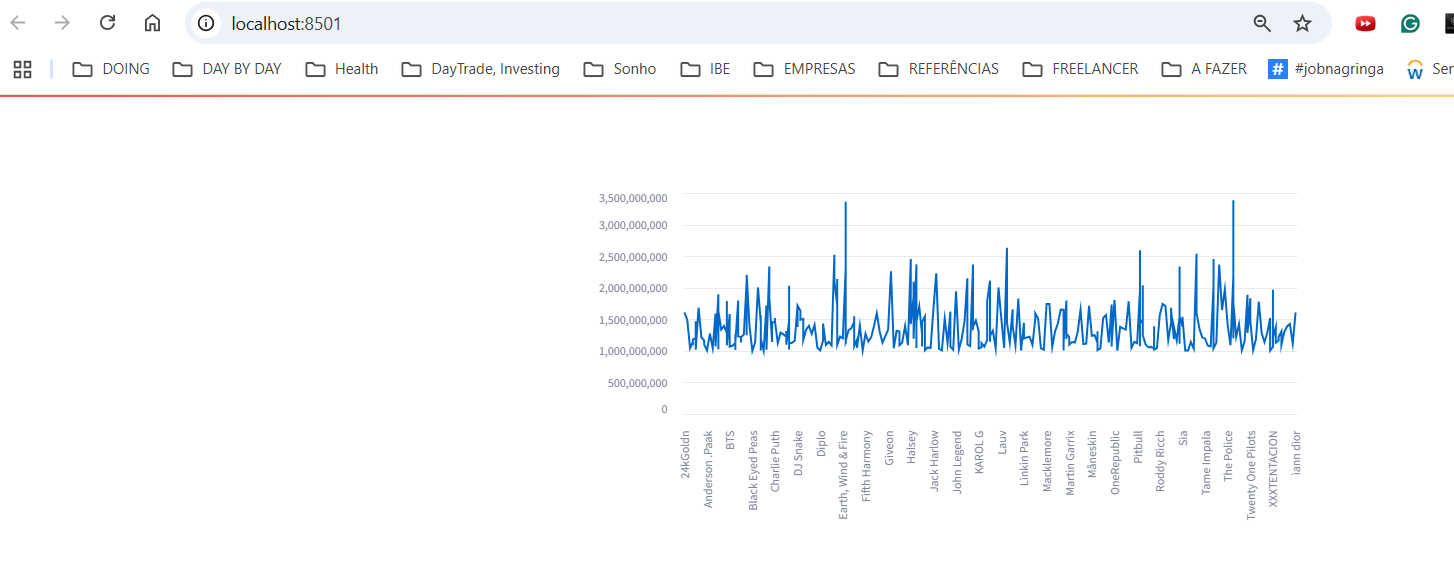 localhost:8501
DOING DAY BY DAY Health DayTrade, Investing Sonho IBE EMPRESAS REFERÊNCIAS FREELANCER A FAZER # #jobnagringa w Ser
3,500,000,000
3,000,000,000
2,500,000,000
2,000,000,000
1,500,000,000
1,000,000,000
500,000,000
0
24kGoldn
Anderson .Paak
BTS
Black Eyed Peas
Charlie Puth
DJ Snake
Diplo
Earth, Wind & Fire
Fifth Harmony
Giveon
Halsey
Jack Harlow
John Legend
KAROL G
Lauv
Linkin Park
Macklemore
Martin Garrix
Måneskin
OneRepublic
Pitbull
Roddy Ricch
Sia
Tame Impala
The Police
Twenty One Pilots
XXXTENTACION
iann dior